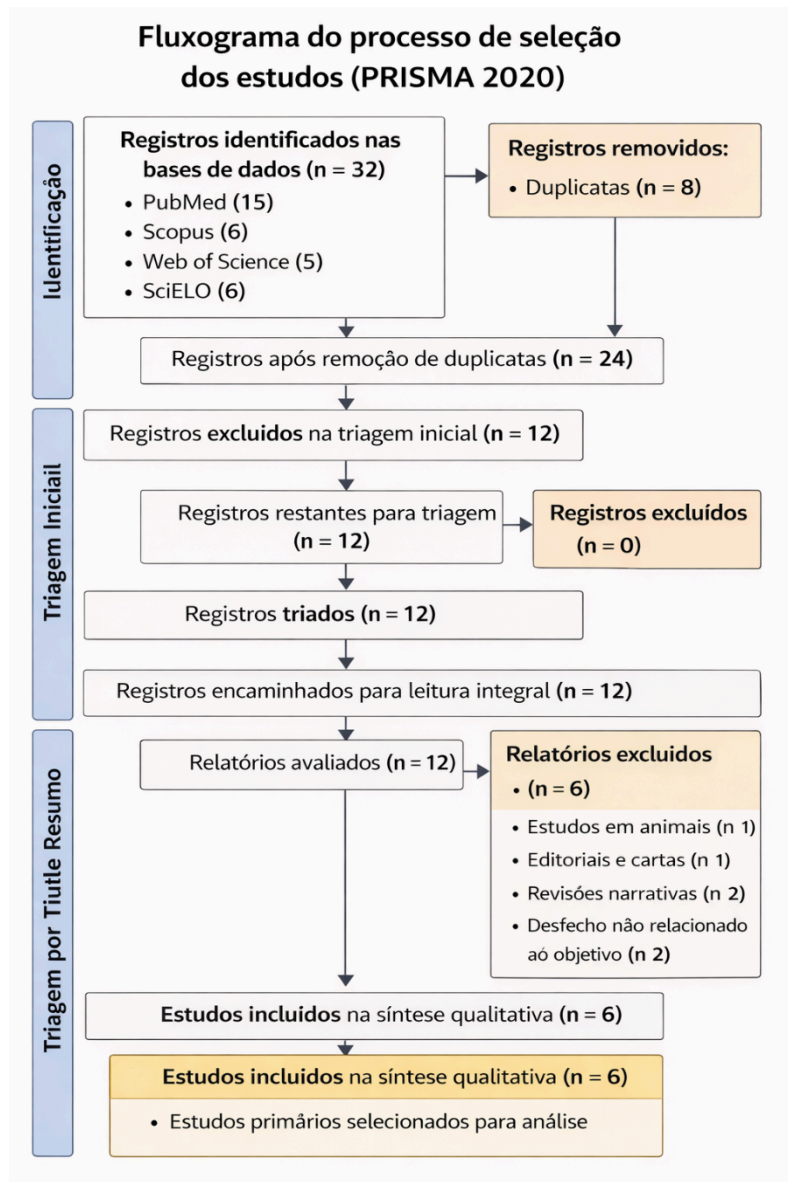 Fluxograma do processo de seleção
dos estudos (PRISMA 2020)
Identificação
Registros identificados nas
bases de dados (n = 32)
• PubMed (15)
• Scopus (6)
• Web of Science (5)
• SciELO (6)
Registros removidos:
• Duplicatas (n = 8)
Registros após remoção de duplicatas (n = 24)
Triagem Iniciail
Registros excluidos na triagem inicial (n = 12)
Registros restantes para triagem
(n = 12)
Registros excluídos
(n = 0)
Registros triados (n = 12)
Registros encaminhados para leitura integral (n = 12)
Triagem por Tiutle Resumo
Relatórios avaliados (n = 12)
Relatórios excluidos
• (n = 6)
• Estudos em animais (n 1)
• Editoriais e cartas (n 1)
• Revisóes narrativas (n 2)
• Desfecho não relacionado
aó objetivo (n 2)
Estudos incluidos na síntese qualitativa (n = 6)
Estudos incluidos na síntese qualitativa (n = 6)
• Estudos primârios selecionados para análise